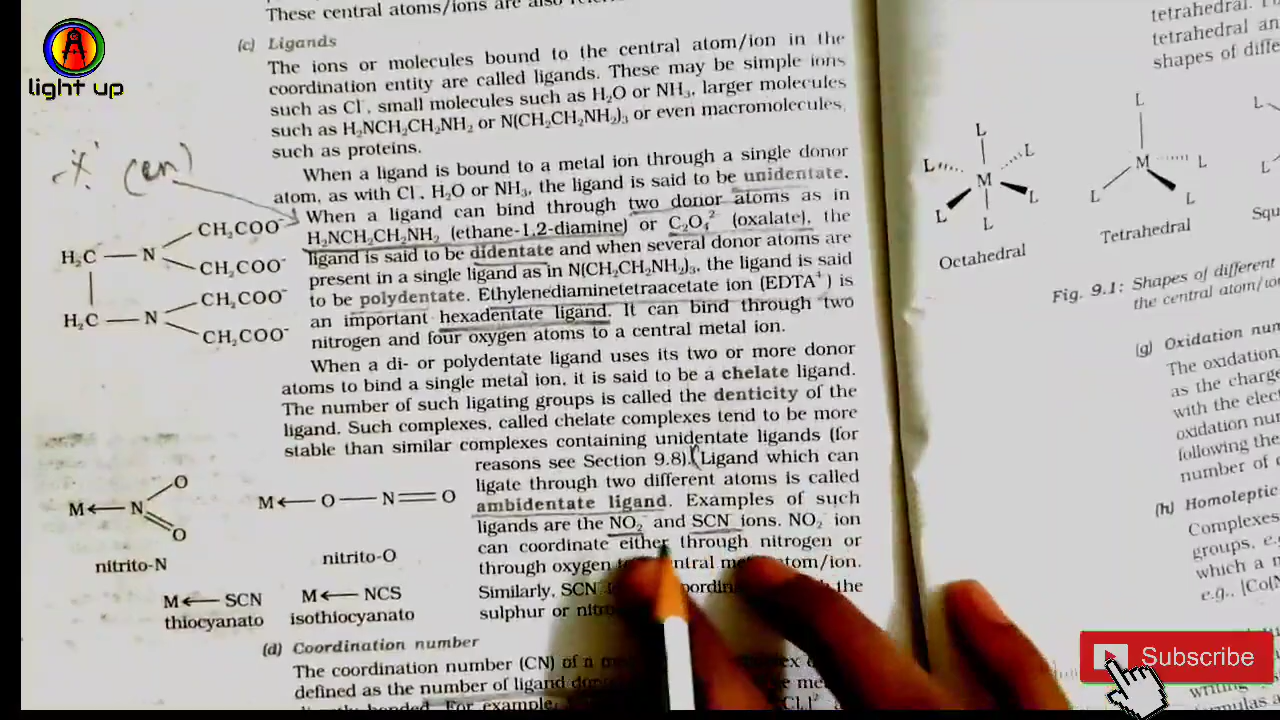 light up
These central atoms/ions are also
(c) Ligands
The ions or molecules bound to the central atom/ion in the
coordination entity are called ligands. These may be simple ions
such as Cl⁻, small molecules such as H₂O or NH₃, larger molecules
such as H₂NCH₂CH₂NH₂ or N(CH₂CH₂NH₂)₃ or even macromolecules,
such as proteins.
When a ligand is bound to a metal ion through a single donor
atom, as with Cl⁻, H₂O or NH₃, the ligand is said to be unidentate.
When a ligand can bind through two donor atoms as in
H₂NCH₂CH₂NH₂ (ethane-1,2-diamine) or C₂O₄²⁻ (oxalate), the
ligand is said to be didentate and when several donor atoms are
present in a single ligand as in N(CH₂CH₂NH₂)₃, the ligand is said
to be polydentate. Ethylenediaminetetraacetate ion (EDTA⁴⁻) is
an important hexadentate ligand. It can bind through two
nitrogen and four oxygen atoms to a central metal ion.
When a di- or polydentate ligand uses its two or more donor
atoms to bind a single metal ion, it is said to be a chelate ligand.
The number of such ligating groups is called the denticity of the
ligand. Such complexes, called chelate complexes tend to be more
stable than similar complexes containing unidentate ligands (for
reasons see Section 9.8). (Ligand which can
ligate through two different atoms is called
ambidentate ligand. Examples of such
ligands are the NO₂⁻ and SCN⁻ ions. NO₂⁻ ion
can coordinate either through nitrogen or
through oxygen atom/ion.
Similarly, SCN⁻ the
sulphur or
(d) Coordination number
The coordination number (CN) of a
defined as the number of ligand
bonded. For example,
(en)
CH₂COO⁻
H₂C N
CH₂COO⁻
CH₂COO⁻
H₂C N
CH₂COO⁻
O
M N
O
nitrito-N
M O N O
nitrito-O
M SCN
thiocyanato
M NCS
isothiocyanato
tetrahedral.
tetrahedral
shapes of
L
L L
M
L L
L
Octahedral
L
M L
L L
Tetrahedral
Fig. 9.1: Shapes of different
the central atom/
(g) Oxidation
The oxidation
as the charge
with the
oxidation
following the
number of
(h) Homoleptic
Complexes
groups, e.
which a
e.g.,
Subscribe